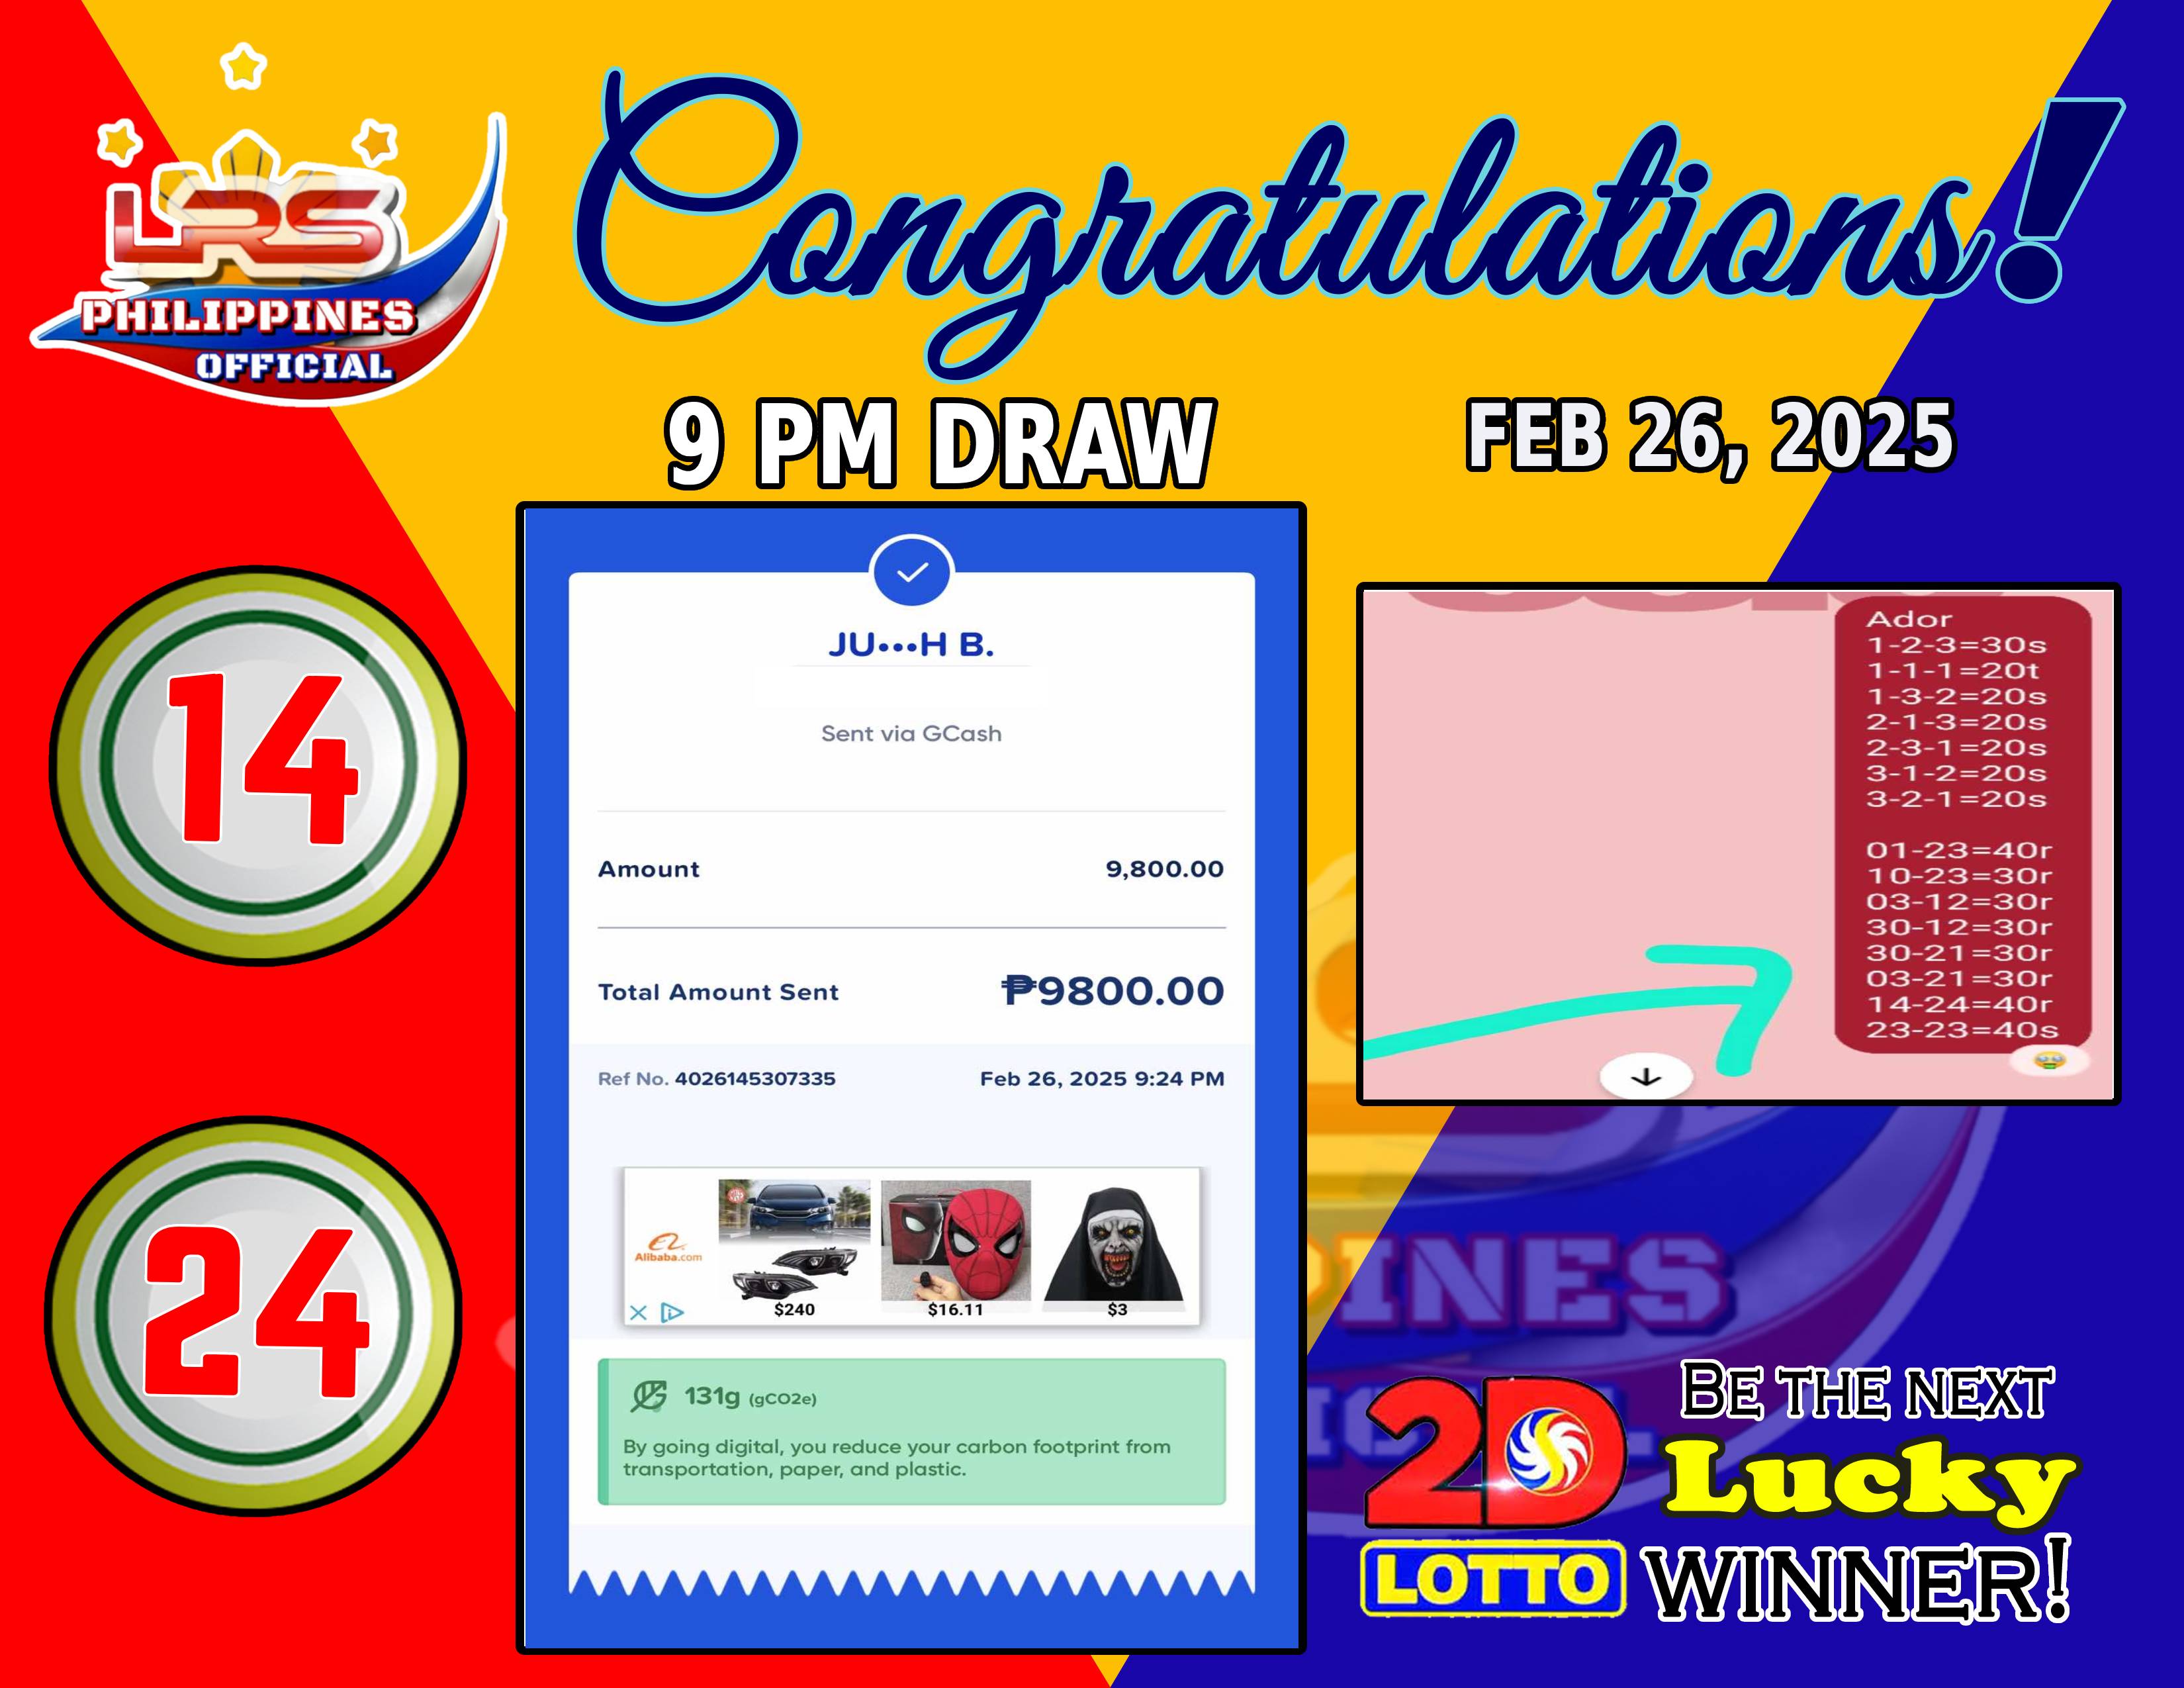 LRS
PHILIPPINES
OFFICIAL
Congratulations!
9 PM DRAW
FEB 26, 2025
14
24
JU•••H B.
Sent via GCash
Amount 9,800.00
Total Amount Sent ₱9800.00
Ref No. 4026145307335 Feb 26, 2025 9:24 PM
Alibaba.com
$240 $16.11 $3
131g (gCO2e)
By going digital, you reduce your carbon footprint from
transportation, paper, and plastic.
Ador
1-2-3=30s
1-1-1=20t
1-3-2=20s
2-1-3=20s
2-3-1=20s
3-1-2=20s
3-2-1=20s
01-23=40r
10-23=30r
03-12=30r
30-12=30r
30-21=30r
03-21=30r
14-24=40r
23-23=40s
PINES
2D
LOTTO
BE THE NEXT
Lucky
WINNER!